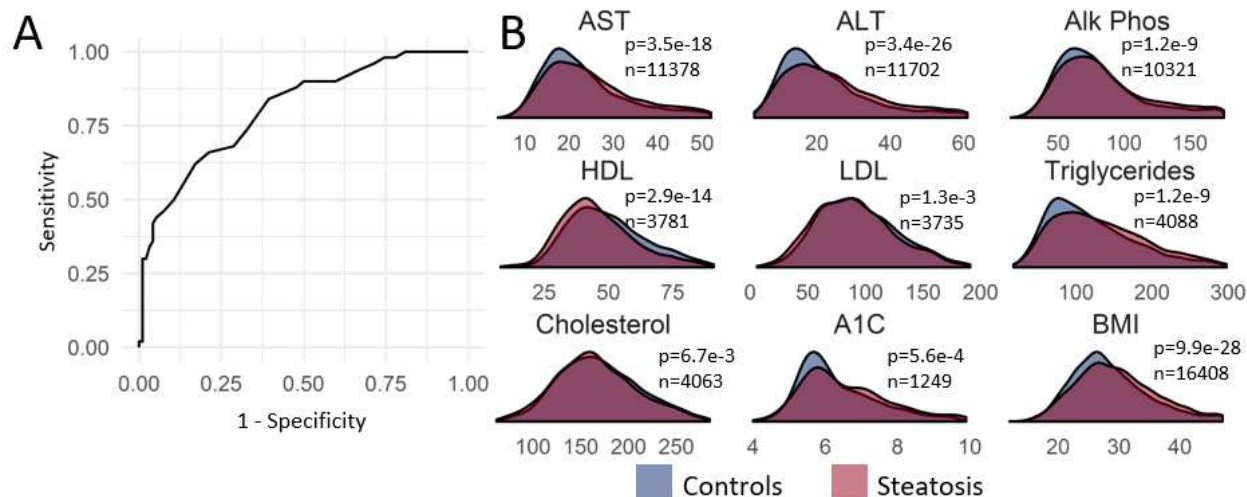 A
1.00
0.75
0.50
0.25
0.00
Sensitivity
0.00 0.25 0.50 0.75 1.00
1 - Specificity
B
AST
p=3.5e-18
n=11378
10 20 30 40 50
ALT
p=3.4e-26
n=11702
20 40 60
Alk Phos
p=1.2e-9
n=10321
50 100 150
HDL
p=2.9e-14
n=3781
25 50 75
LDL
p=1.3e-3
n=3735
0 50 100 150 200
Triglycerides
p=1.2e-9
n=4088
100 200 300
Cholesterol
p=6.7e-3
n=4063
100 150 200 250
A1C
p=5.6e-4
n=1249
4 6 8 10
BMI
p=9.9e-28
n=16408
20 30 40
Controls Steatosis